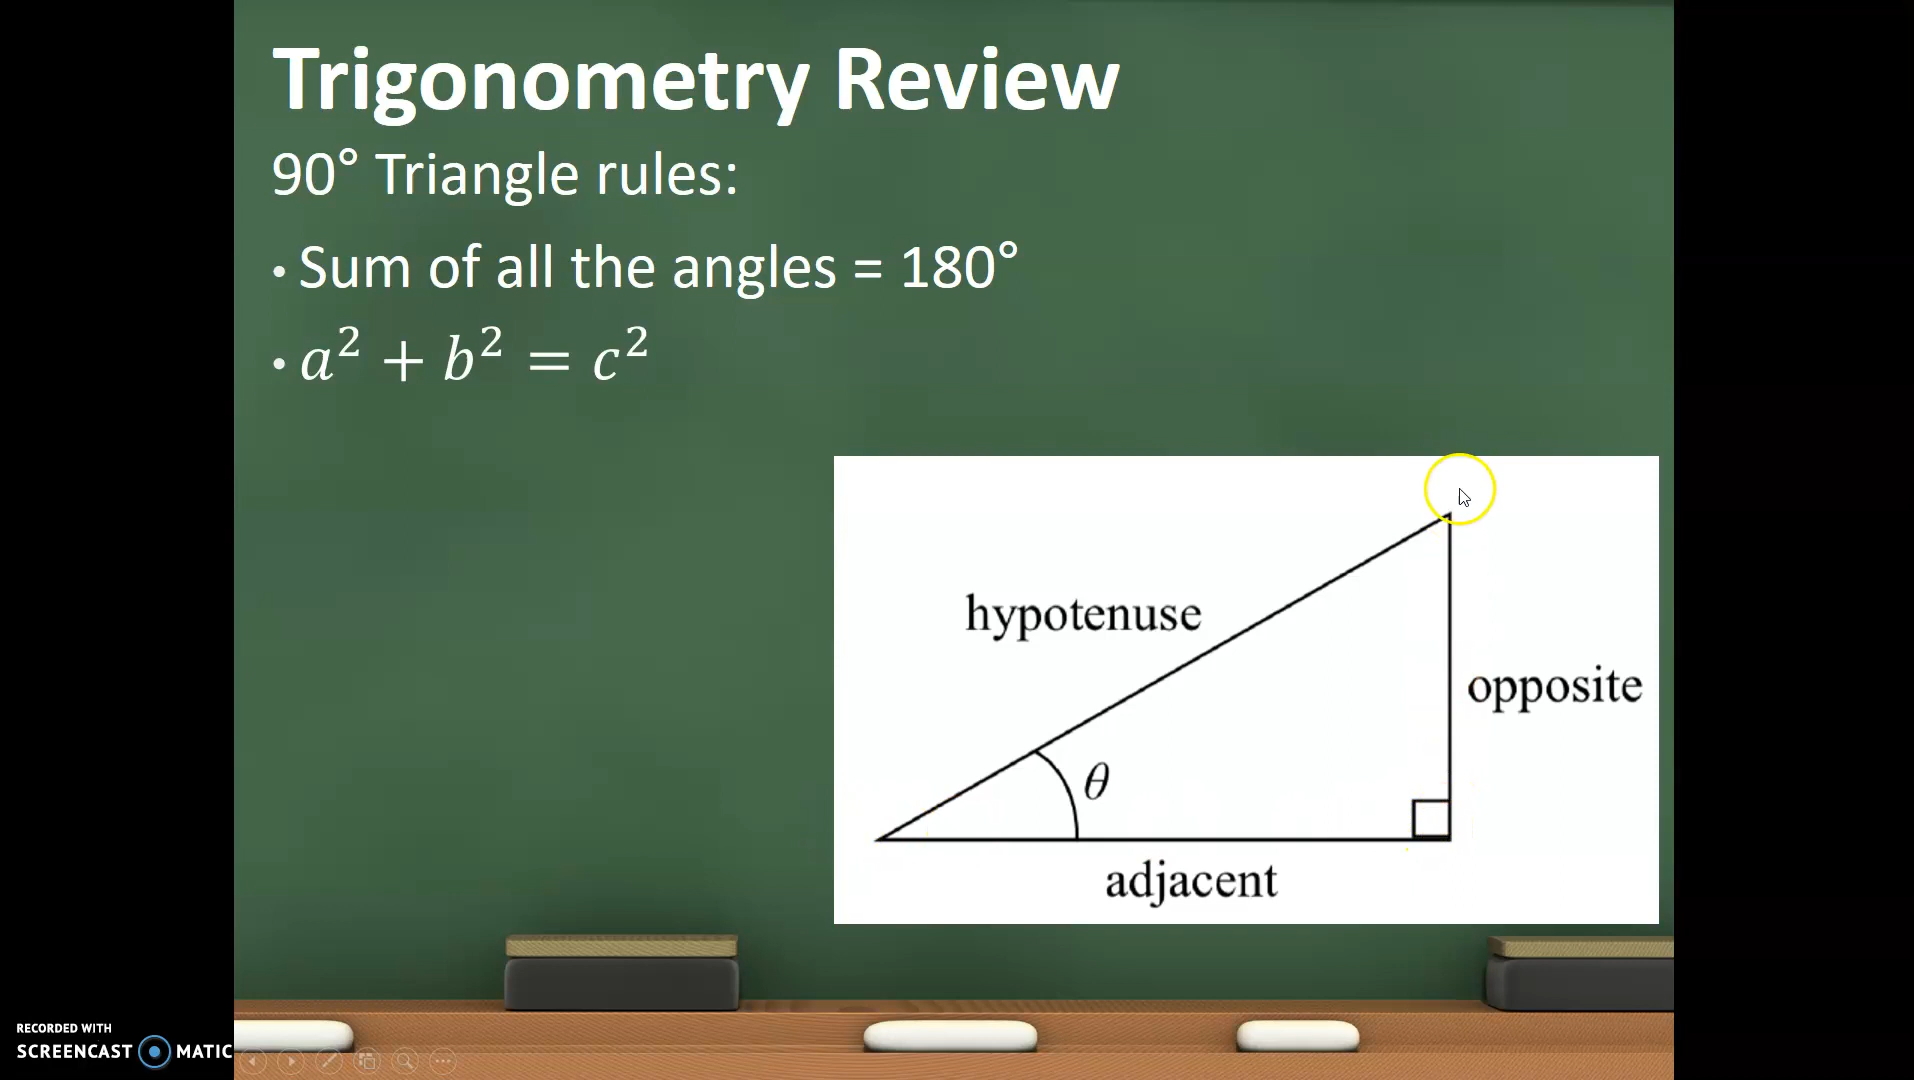 Trigonometry Review
90° Triangle rules:
• Sum of all the angles = 180°
• a² + b² = c²
hypotenuse
opposite
θ
adjacent
RECORDED WITH
SCREENCAST MATIC